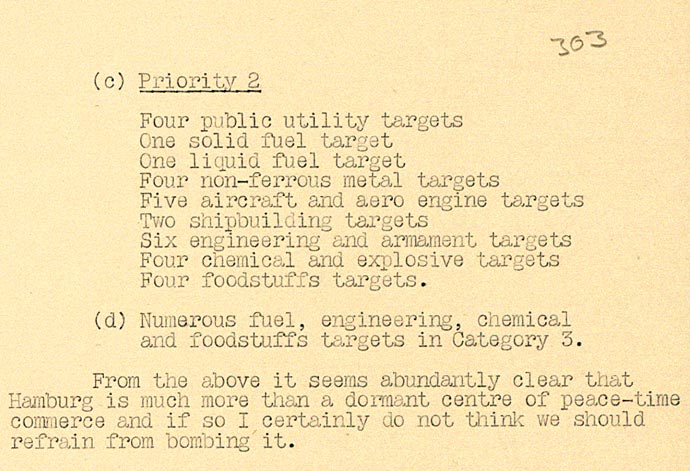 303
(c) Priority 2
Four public utility targets
One solid fuel target
One liquid fuel target
Four non-ferrous metal targets
Five aircraft and aero engine targets
Two shipbuilding targets
Six engineering and armament targets
Four chemical and explosive targets
Four foodstuffs targets.
(d) Numerous fuel, engineering, chemical
and foodstuffs targets in Category 3.
From the above it seems abundantly clear that
Hamburg is much more than a dormant centre of peace-time
commerce and if so I certainly do not think we should
refrain from bombing it.